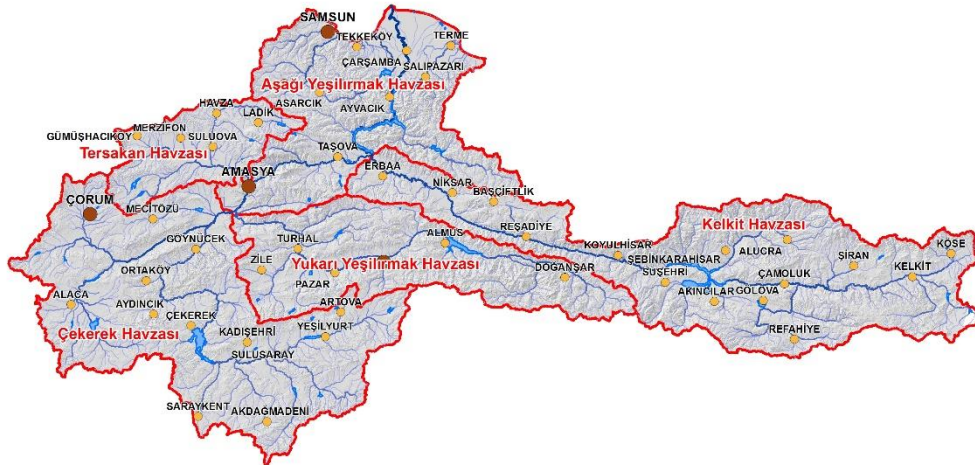 SAMSUN
TEKKEKÖY
TERME
ÇARŞAMBA
SALIPAZARI
Aşağı Yeşilırmak Havzası
ASARCIK
AYVACIK
HAVZA
LADİK
MERZİFON
GÜMÜŞHACIKÖY
SULUOVA
Tersakan Havzası
TAŞOVA
ERBAA
AMASYA
NİKSAR
BAŞÇİFTLİK
ÇORUM
MECİTÖZÜ
REŞADİYE
Kelkit Havzası
GÖYNÜCEK
TURHAL
ALMUS
KOYULHİSAR
ALUCRA
KÖSE
ŞEBİNKARAHİSAR
ŞİRAN
ZİLE
Yukarı Yeşilırmak Havzası
DOĞANŞAR
SUŞEHRİ
ÇAMOLUK
KELKİT
ORTAKÖY
PAZAR
ALACA
AYDINCIK
ARTOVA
AKINCILAR
GÖLOVA
ÇEKEREK
Çekerek Havzası
KADIŞEHRİ
YEŞİLYURT
REFAHİYE
SULUSARAY
SARAYKENT
AKDAĞMADENİ